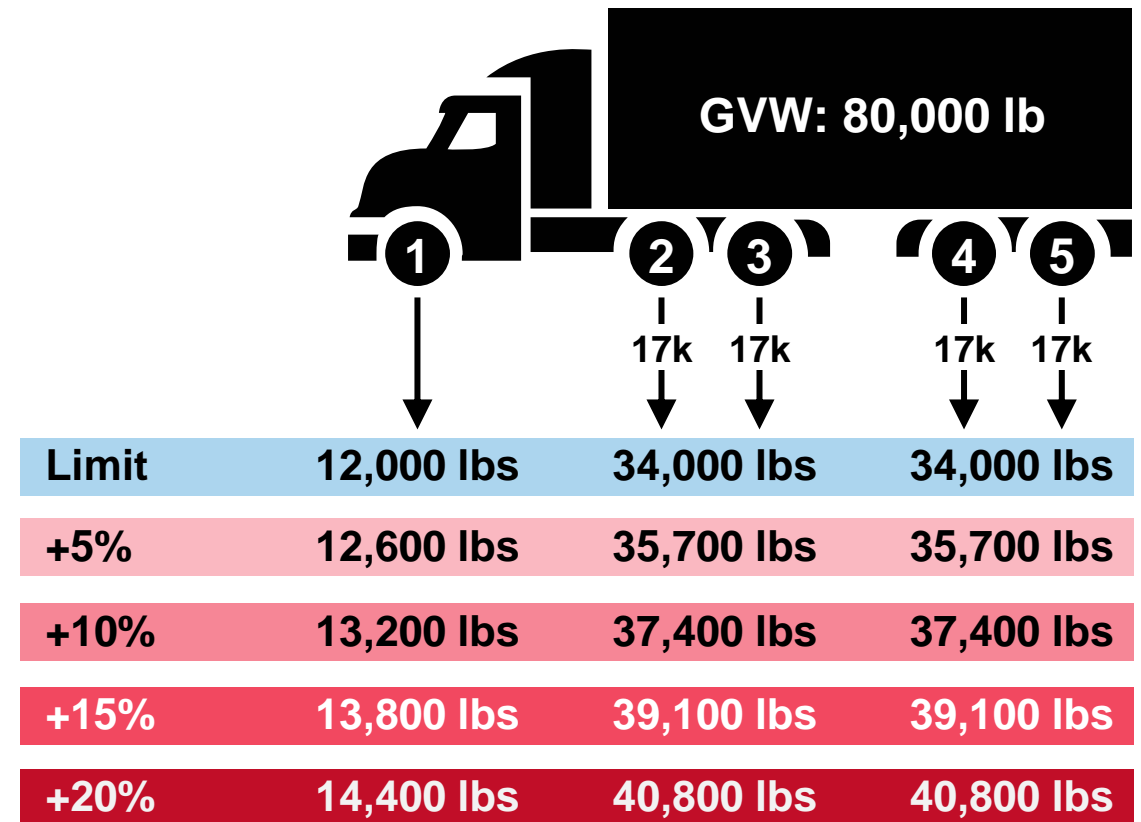 GVW: 80,000 lb
1 2 3 4 5
17k 17k 17k 17k
Limit 12,000 lbs 34,000 lbs 34,000 lbs
+5% 12,600 lbs 35,700 lbs 35,700 lbs
+10% 13,200 lbs 37,400 lbs 37,400 lbs
+15% 13,800 lbs 39,100 lbs 39,100 lbs
+20% 14,400 lbs 40,800 lbs 40,800 lbs